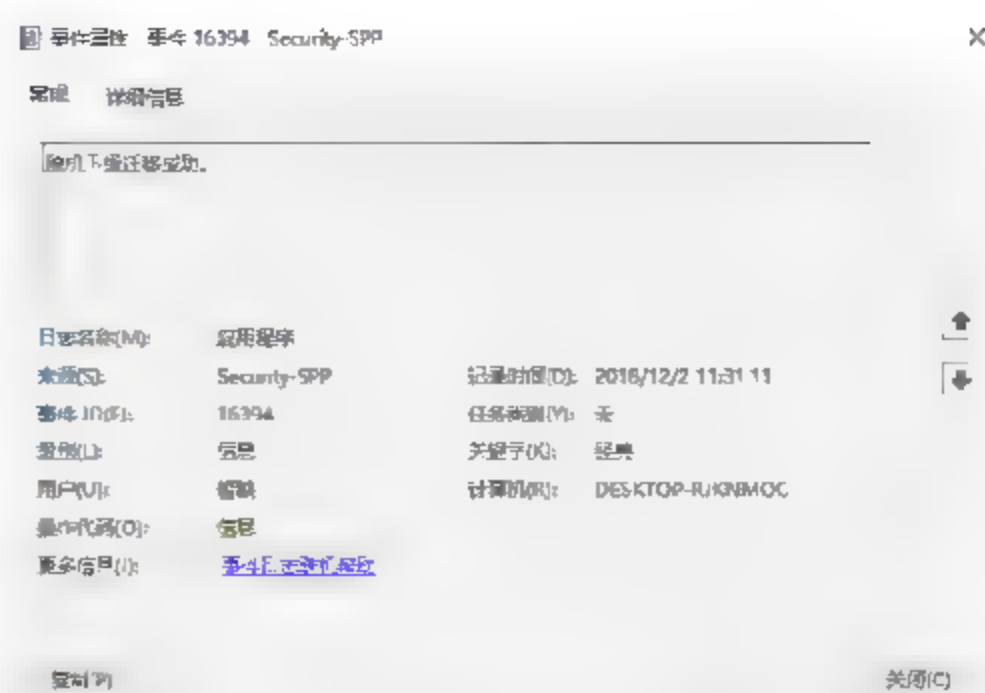 事件属性 - 事件 16394, Security-SPP
常规 详细信息
脱机下级迁移成功。
日志名称(M): 应用程序
来源(S): Security-SPP 记录时间(D): 2016/12/2 11:31:11
事件 ID(E): 16394 任务类别(Y): 无
级别(L): 信息 关键字(K): 经典
用户(U): 暂缺 计算机(R):
操作代码(O): 信息
更多信息(I): 事件日志联机帮助
复制(P) 关闭(C)